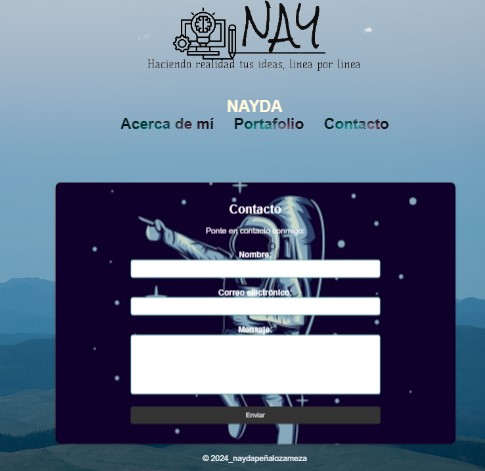 NAY
Haciendo realidad tus ideas, linea por linea
NAYDA
Acerca de mí Portafolio Contacto
Contacto
Ponte en contacto conmigo:
Nombre:
Correo electrónico:
Mensaje:
Enviar
© 2024_naydapeñalozameza